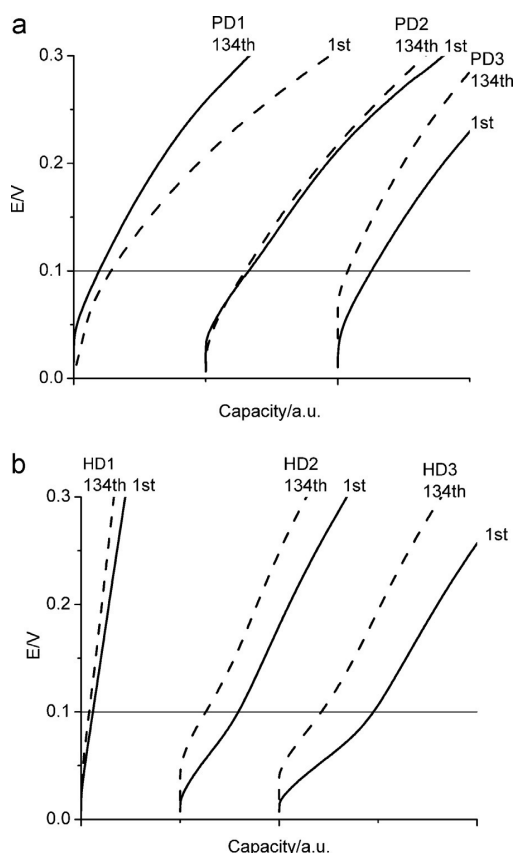 a
PD1
134th
1st
PD2
134th
1st
PD3
134th
1st
0.3
0.2
0.1
0.0
E/V
Capacity/a.u.
b
HD1
134th
1st
HD2
134th
1st
HD3
134th
1st
0.3
0.2
0.1
0.0
E/V
Capacity/a.u.